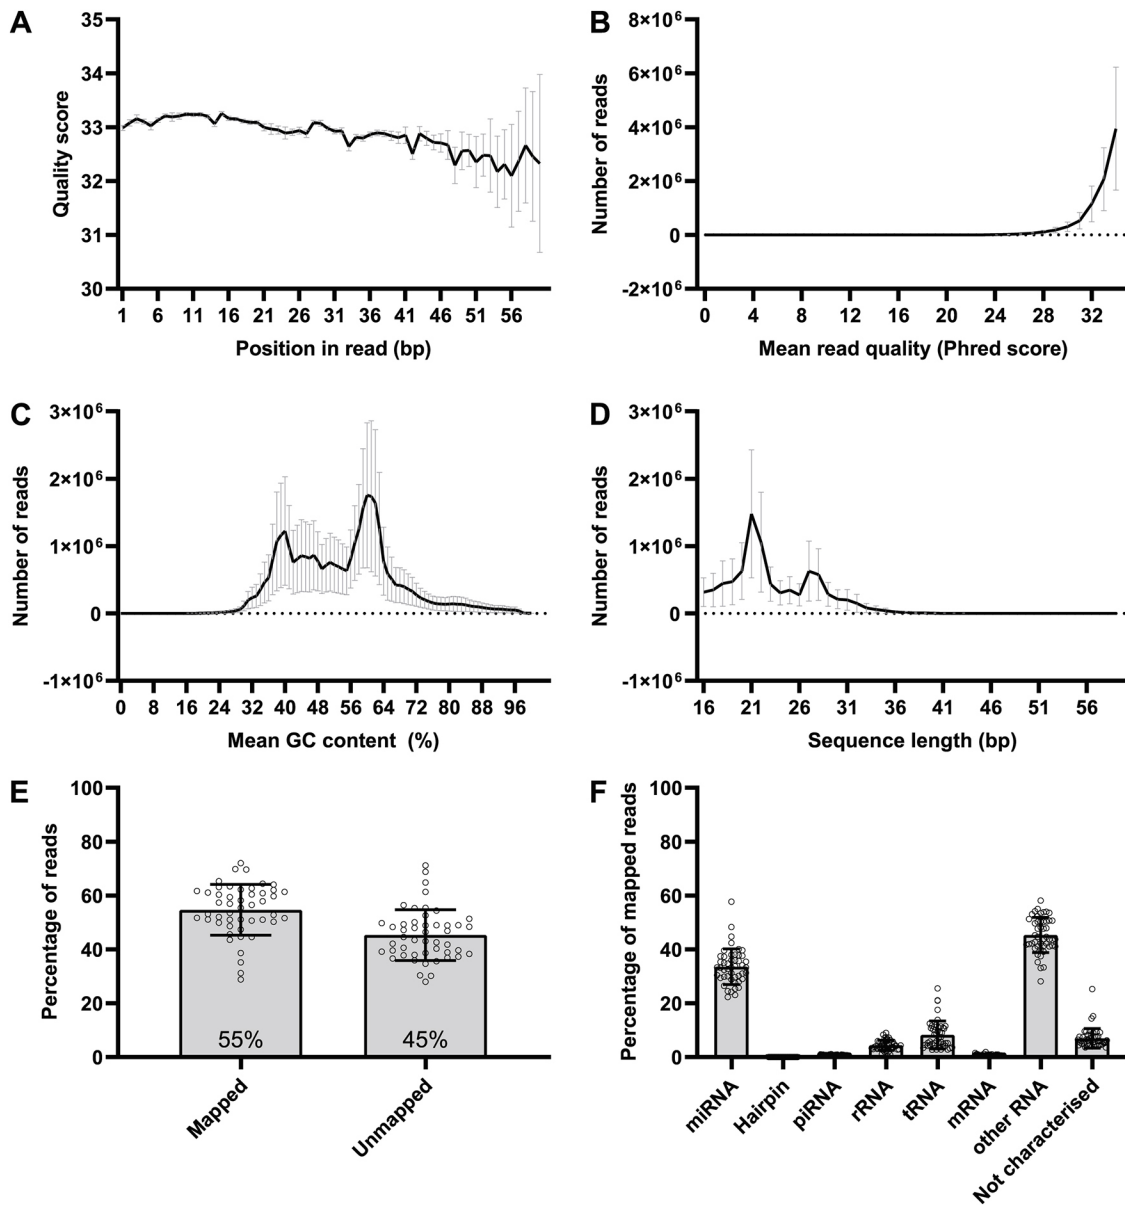 A
Quality score
35
34
33
32
31
30
1 6 11 16 21 26 31 36 41 46 51 56
Position in read (bp)
B
Number of reads
8×10⁶
6×10⁶
4×10⁶
2×10⁶
0
-2×10⁶
0 4 8 12 16 20 24 28 32
Mean read quality (Phred score)
C
Number of reads
3×10⁶
2×10⁶
1×10⁶
0
-1×10⁶
0 8 16 24 32 40 48 56 64 72 80 88 96
Mean GC content (%)
D
Number of reads
3×10⁶
2×10⁶
1×10⁶
0
-1×10⁶
16 21 26 31 36 41 46 51 56
Sequence length (bp)
E
Percentage of reads
100
80
60
40
20
0
55%
45%
Mapped
Unmapped
F
Percentage of mapped reads
100
80
60
40
20
0
miRNA
Hairpin
piRNA
rRNA
tRNA
mRNA
other RNA
Not characterised